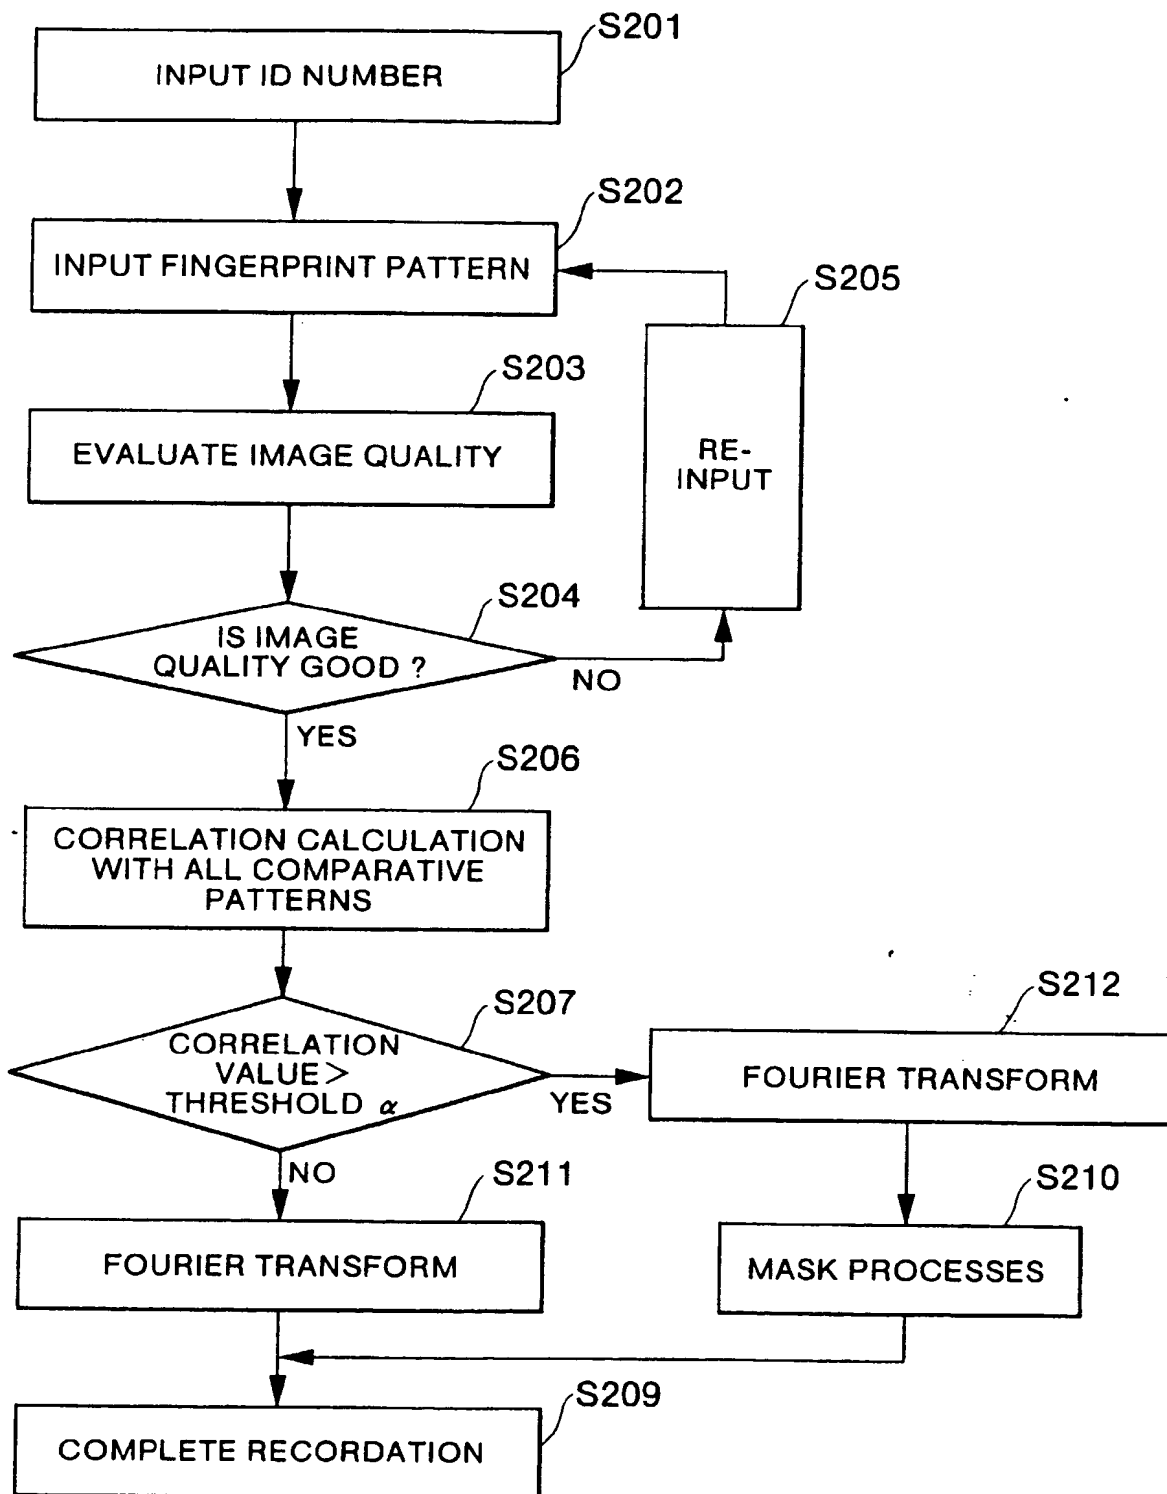 S201
INPUT ID NUMBER
S202
INPUT FINGERPRINT PATTERN
S205
RE-
INPUT
S203
EVALUATE IMAGE QUALITY
S204
IS IMAGE
QUALITY GOOD ?
NO
YES
S206
CORRELATION CALCULATION
WITH ALL COMPARATIVE
PATTERNS
S207
CORRELATION
VALUE >
THRESHOLD α
YES
NO
S212
FOURIER TRANSFORM
S211
FOURIER TRANSFORM
S210
MASK PROCESSES
S209
COMPLETE RECORDATION